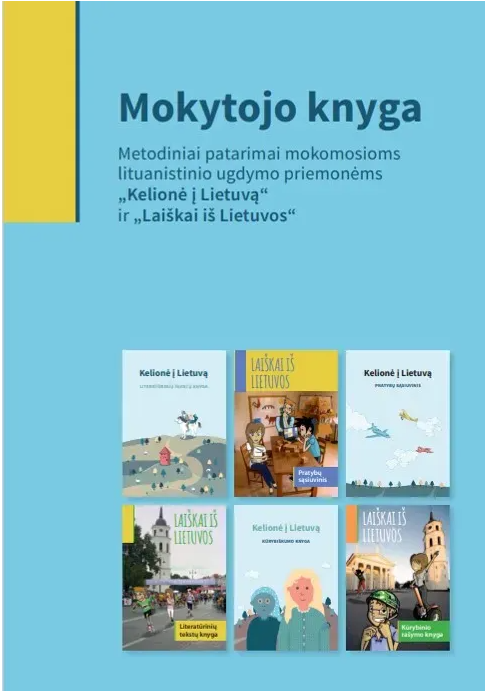 Mokytojo knyga
Metodiniai patarimai mokomosioms
lituanistinio ugdymo priemonėms
„Kelionė į Lietuvą“
ir „Laiškai iš Lietuvos“
Kelionė į Lietuvą
LITERATŪRINIŲ TEKSTŲ KNYGA
LAIŠKAI IŠ
LIETUVOS
Pratybų
sąsiuvinis
Kelionė į Lietuvą
PRATYBŲ SĄSIUVINIS
LAIŠKAI IŠ
LIETUVOS
Literatūrinių
tekstų knyga
Kelionė į Lietuvą
KŪRYBIŠKUMO KNYGA
LAIŠKAI IŠ
LIETUVOS
Kūrybinio
rašymo knyga